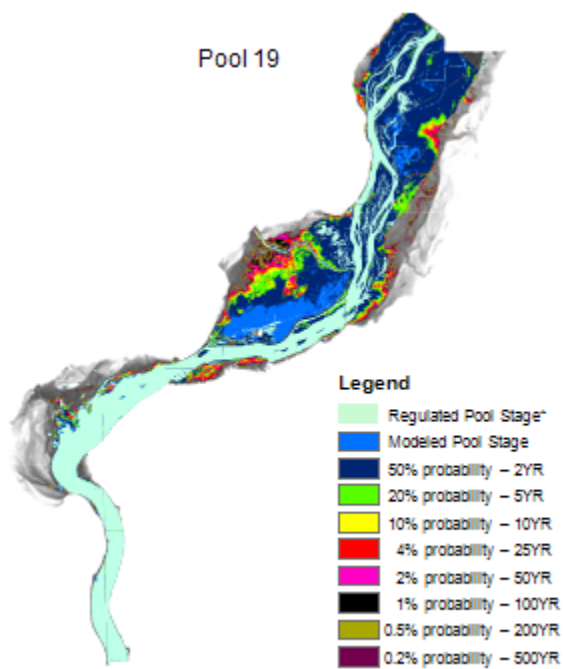 Pool 19
Legend
Regulated Pool Stage*
Modeled Pool Stage
50% probability – 2YR
20% probability – 5YR
10% probability – 10YR
4% probability – 25YR
2% probability – 50YR
1% probability – 100YR
0.5% probability – 200YR
0.2% probability – 500YR